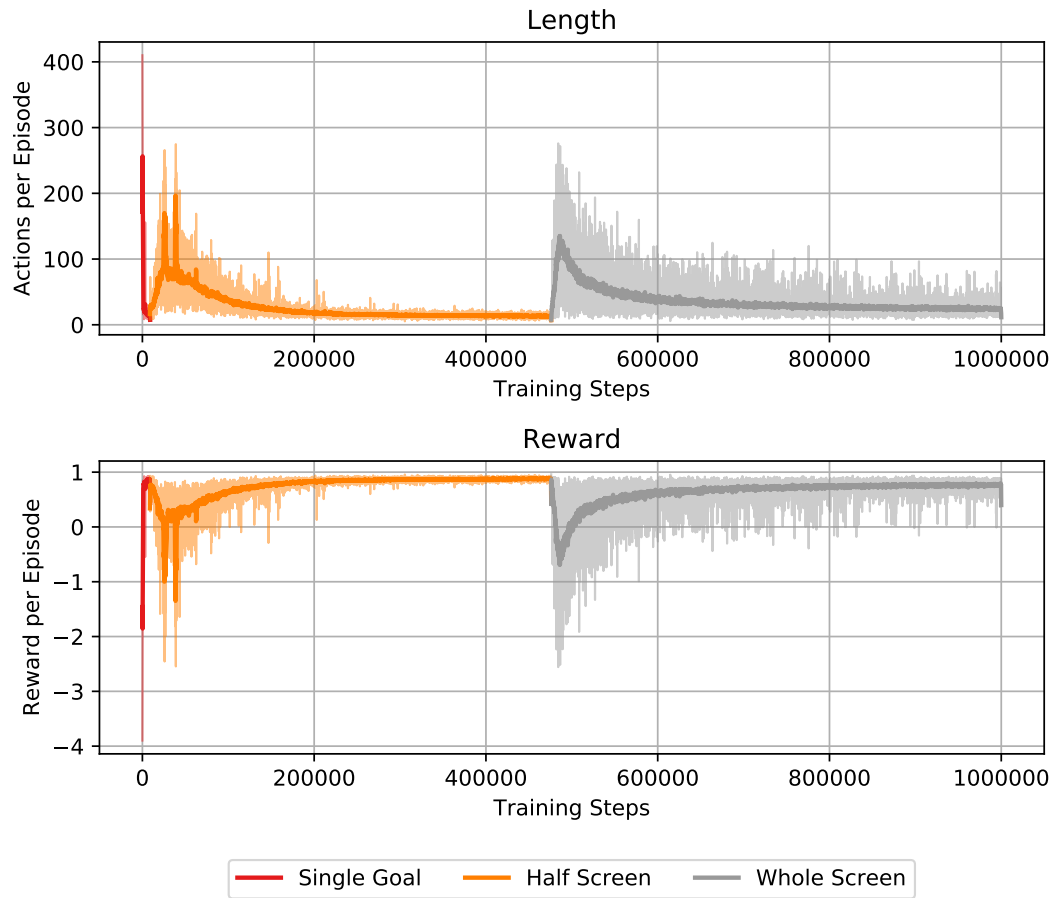 Length
Actions per Episode
400
300
200
100
0
0 200000 400000 600000 800000 1000000
Training Steps
Reward
Reward per Episode
1
0
−1
−2
−3
−4
0 200000 400000 600000 800000 1000000
Training Steps
Single Goal Half Screen Whole Screen